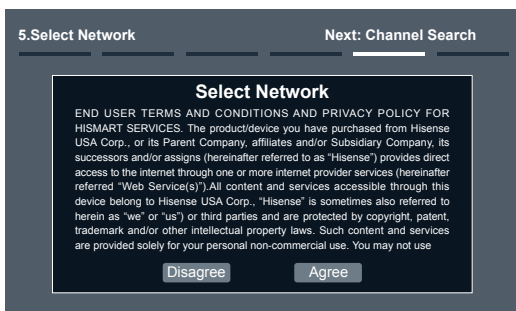 5.Select Network Next: Channel Search
Select Network
END USER TERMS AND CONDITIONS AND PRIVACY POLICY FOR
HISMART SERVICES. The product/device you have purchased from Hisense
USA Corp., or its Parent Company, affiliates and/or Subsidiary Company, its
successors and/or assigns (hereinafter referred to as “Hisense”) provides direct
access to the internet through one or more internet provider services (hereinafter
referred “Web Service(s)”).All content and services accessible through this
device belong to Hisense USA Corp., “Hisense” is sometimes also referred to
herein as “we” or “us”) or third parties and are protected by copyright, patent,
trademark and/or other intellectual property laws. Such content and services
are provided solely for your personal non-commercial use. You may not use
Disagree Agree